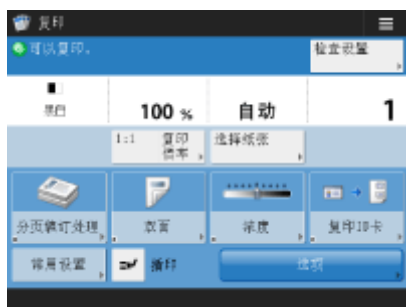 复印
可以复印。
检查设置
黑白
100 %
自动
1
1:1 复印
倍率
选择纸张
分页装订处理
双面
浓度
复印ID卡
常用设置
插印
选项